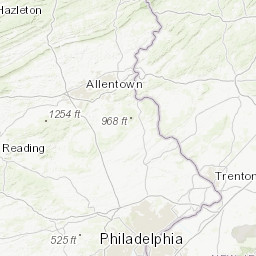 Hazleton
Allentown
1254 ft
968 ft
Reading
Trenton
Philadelphia
525 ft